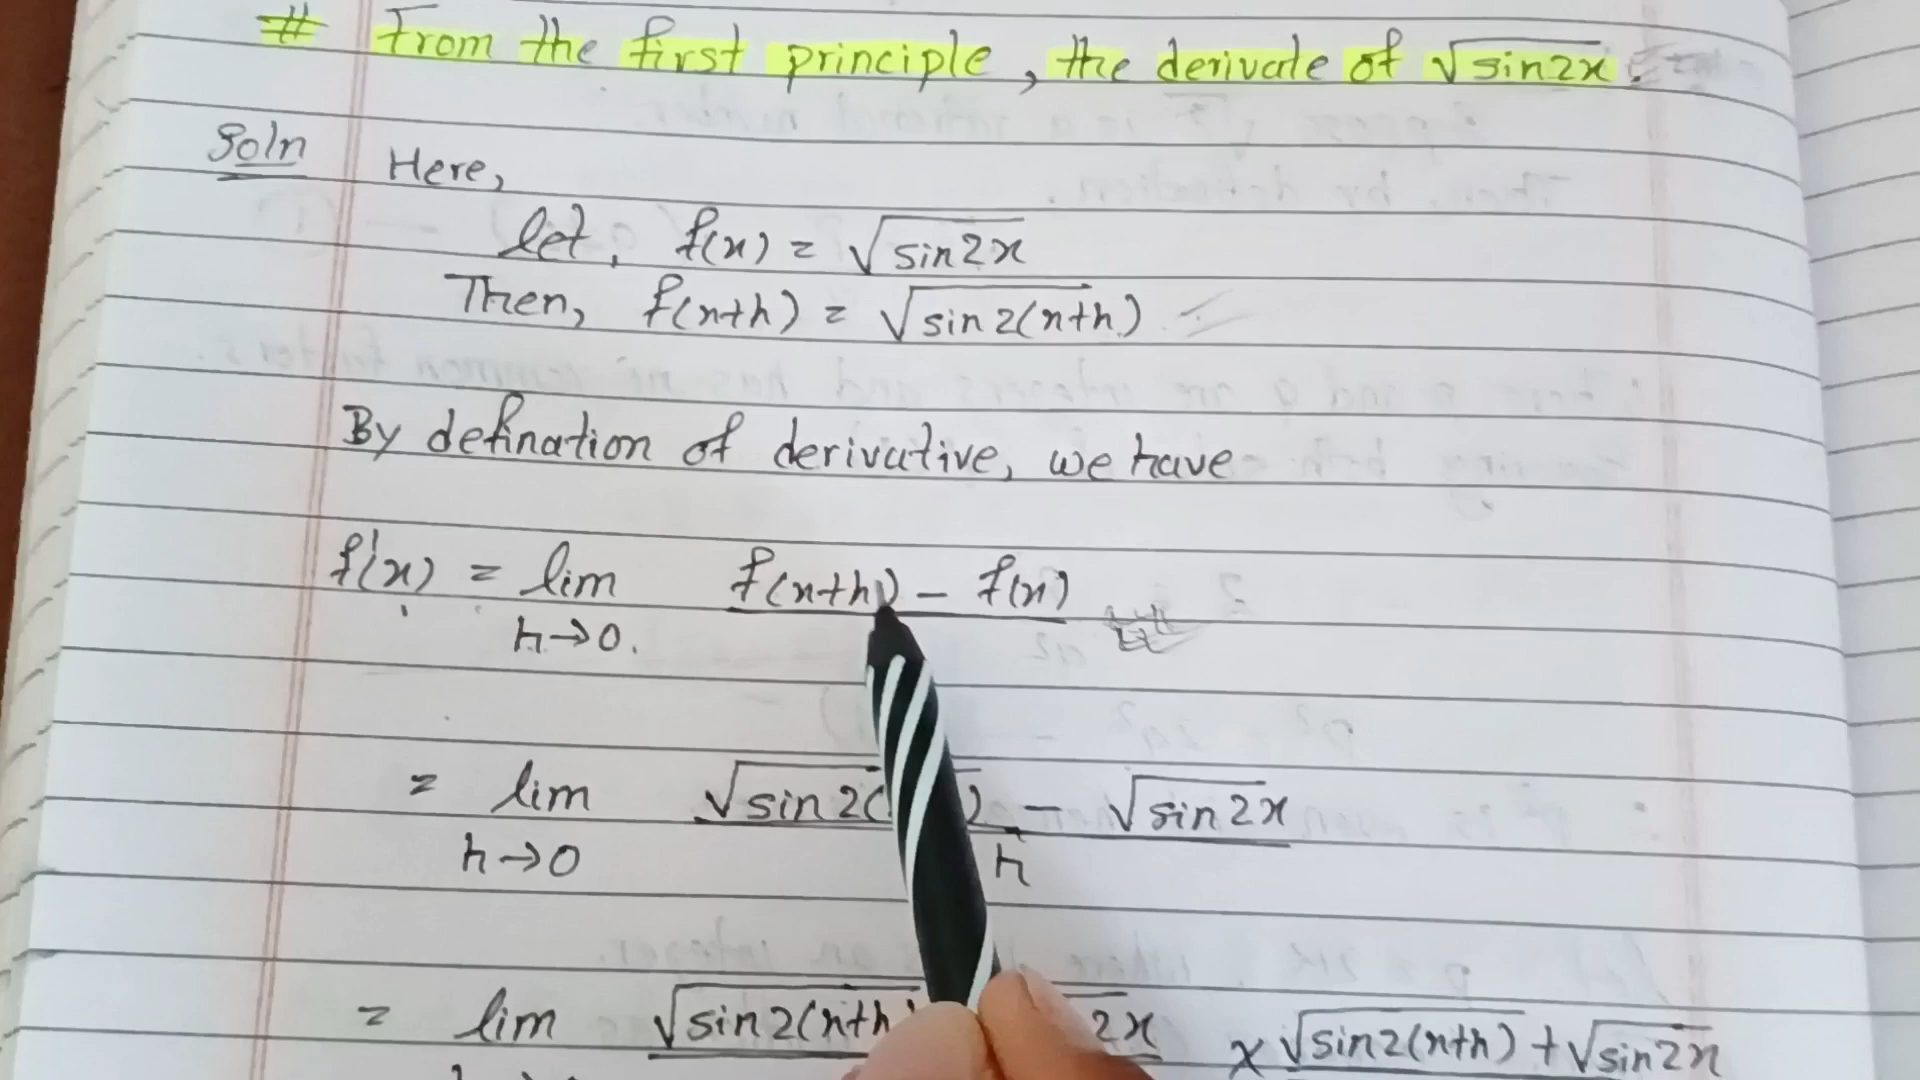 # From the first principle, the derivate of √sin2x.
Soln Here,
let, f(x) = √sin2x
Then, f(x+h) = √sin2(x+h)
By defination of derivative, we have
f'(x) = lim f(x+h) - f(x)
h→0.
= lim √sin2( ) - √sin2x
h→0 h
= lim √sin2(x+h 2x × √sin2(x+h) + √sin2x